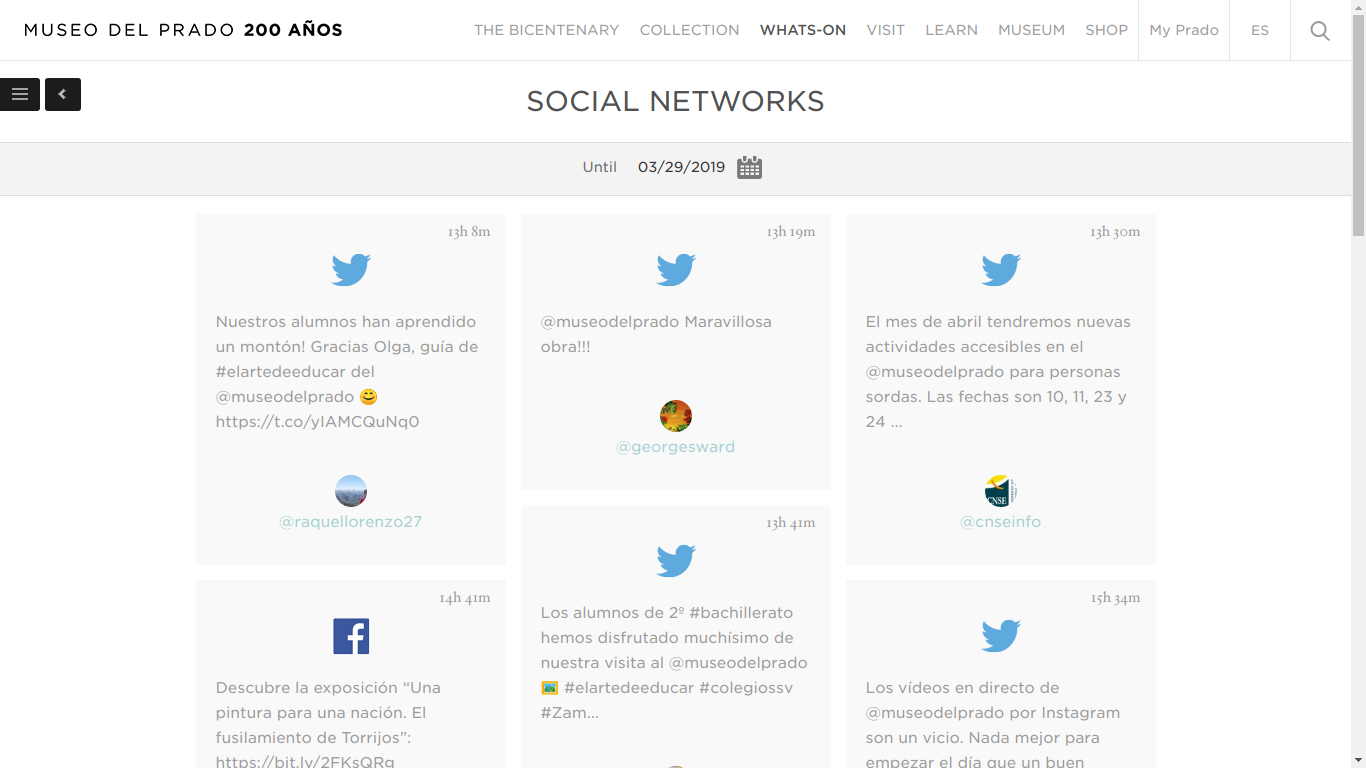 MUSEO DEL PRADO 200 AÑOS
THE BICENTENARY COLLECTION WHATS-ON VISIT LEARN MUSEUM SHOP My Prado ES
SOCIAL NETWORKS
Until 03/29/2019
13h 8m
Nuestros alumnos han aprendido
un montón! Gracias Olga, guía de
#elartedeeducar del
@museodelprado 😊
https://t.co/yIAMCQuNq0
@raquellorenzo27
13h 19m
@museodelprado Maravillosa
obra!!!
@georgesward
13h 30m
El mes de abril tendremos nuevas
actividades accesibles en el
@museodelprado para personas
sordas. Las fechas son 10, 11, 23 y
24 ...
CNSE
@cnseinfo
14h 41m
Descubre la exposición “Una
pintura para una nación. El
fusilamiento de Torrijos”:
https://bit.ly/2FKsQRg
13h 41m
Los alumnos de 2º #bachillerato
hemos disfrutado muchísimo de
nuestra visita al @museodelprado
🖼️ #elartedeeducar #colegiossv
#Zam...
15h 34m
Los vídeos en directo de
@museodelprado por Instagram
son un vicio. Nada mejor para
empezar el día que un buen